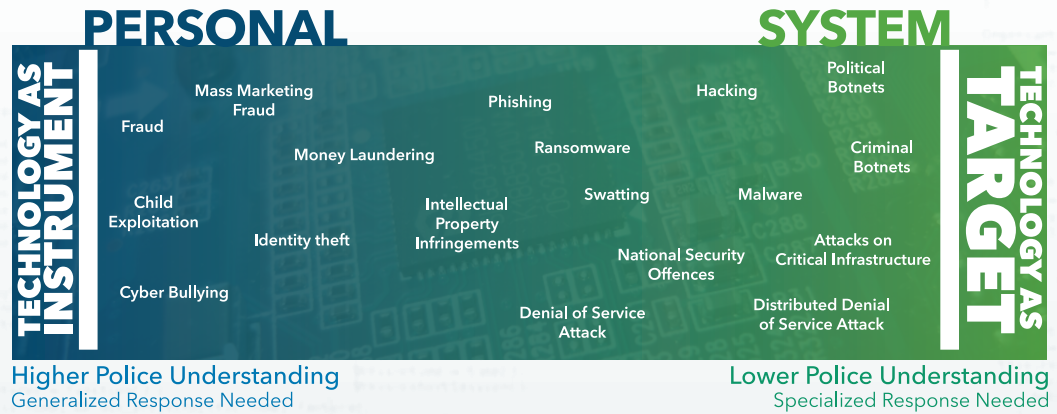 PERSONAL
SYSTEM
TECHNOLOGY AS
INSTRUMENT
Mass Marketing
Fraud
Fraud
Money Laundering
Child
Exploitation
Identity theft
Cyber Bullying
Phishing
Ransomware
Intellectual
Property
Infringements
Swatting
Denial of Service
Attack
Hacking
Political
Botnets
Criminal
Botnets
Malware
National Security
Offences
Attacks on
Critical Infrastructure
Distributed Denial
of Service Attack
TECHNOLOGY AS
TARGET
Higher Police Understanding
Generalized Response Needed
Lower Police Understanding
Specialized Response Needed